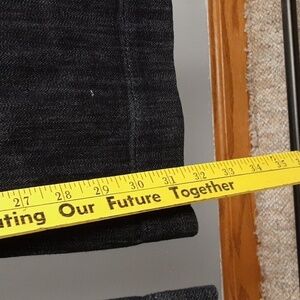 27 28 29 30 31 32 33 34 35
ating Our Future Together